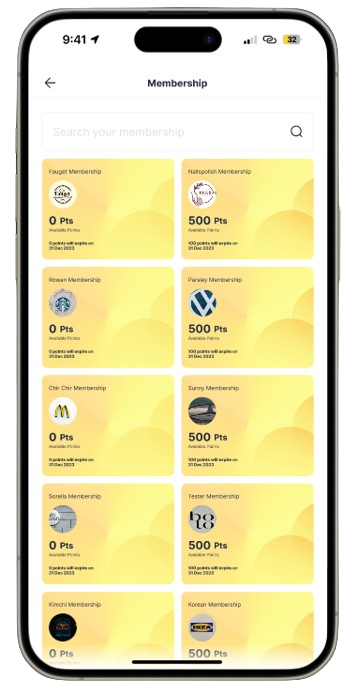 9:41
32
Membership
Search your membership
Fauget Membership
Nailspolish Membership
0 Pts
500 Pts
Available Points
Available Points
0 points will expire on
31 Dec 2023
100 points will expire on
31 Dec 2023
Rowan Membership
Parsley Membership
0 Pts
500 Pts
Available Points
Available Points
0 points will expire on
31 Dec 2023
100 points will expire on
31 Dec 2023
Chir Chir Membership
Sunny Membership
0 Pts
500 Pts
Available Points
Available Points
0 points will expire on
31 Dec 2023
100 points will expire on
31 Dec 2023
Sorella Membership
Tester Membership
0 Pts
500 Pts
Available Points
Available Points
0 points will expire on
31 Dec 2023
100 points will expire on
31 Dec 2023
Kimchi Membership
Korean Membership
IKEA
0 Pts
500 Pts
Available Points
Available Points